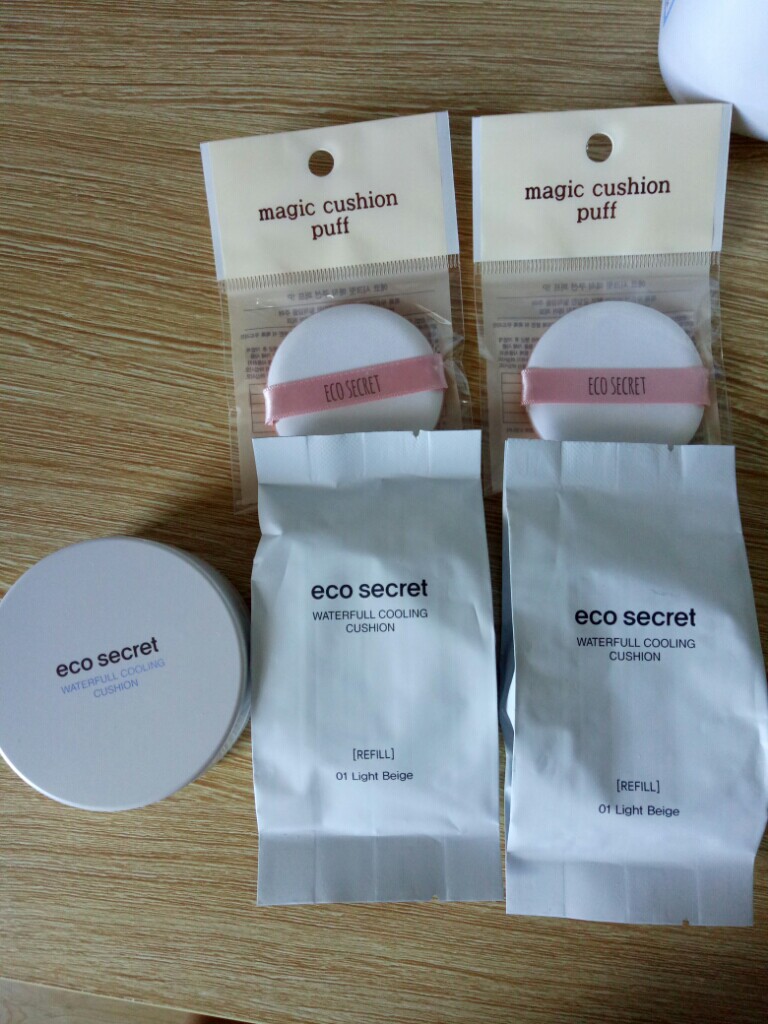 magic cushion
puff
ECO SECRET
magic cushion
puff
ECO SECRET
eco secret
WATERFULL COOLING
CUSHION
eco secret
WATERFULL COOLING
CUSHION
[REFILL]
01 Light Beige
eco secret
WATERFULL COOLING
CUSHION
[REFILL]
01 Light Beige